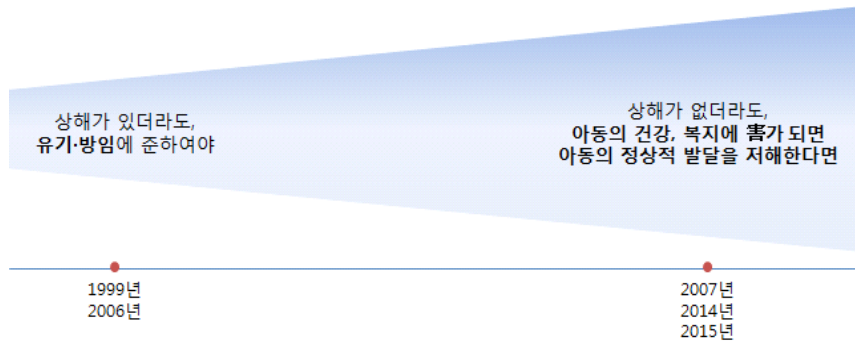 상해가 있더라도,
유기·방임에 준하여야
상해가 없더라도,
아동의 건강, 복지에 害가 되면
아동의 정상적 발달을 저해한다면
1999년
2006년
2007년
2014년
2015년